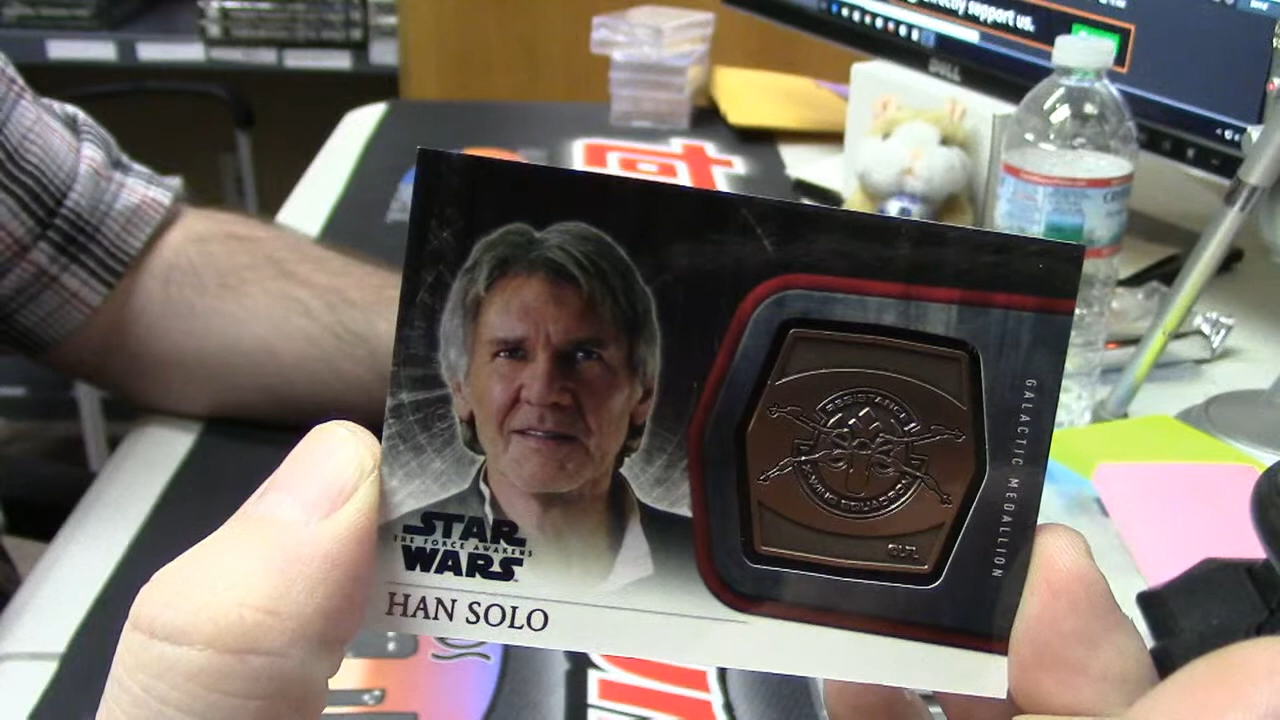 directly support us.
DELL
STAR
THE FORCE AWAKENS
WARS
HAN SOLO
RESISTANCE
X-WING SQUADRON
GALACTIC MEDALLION